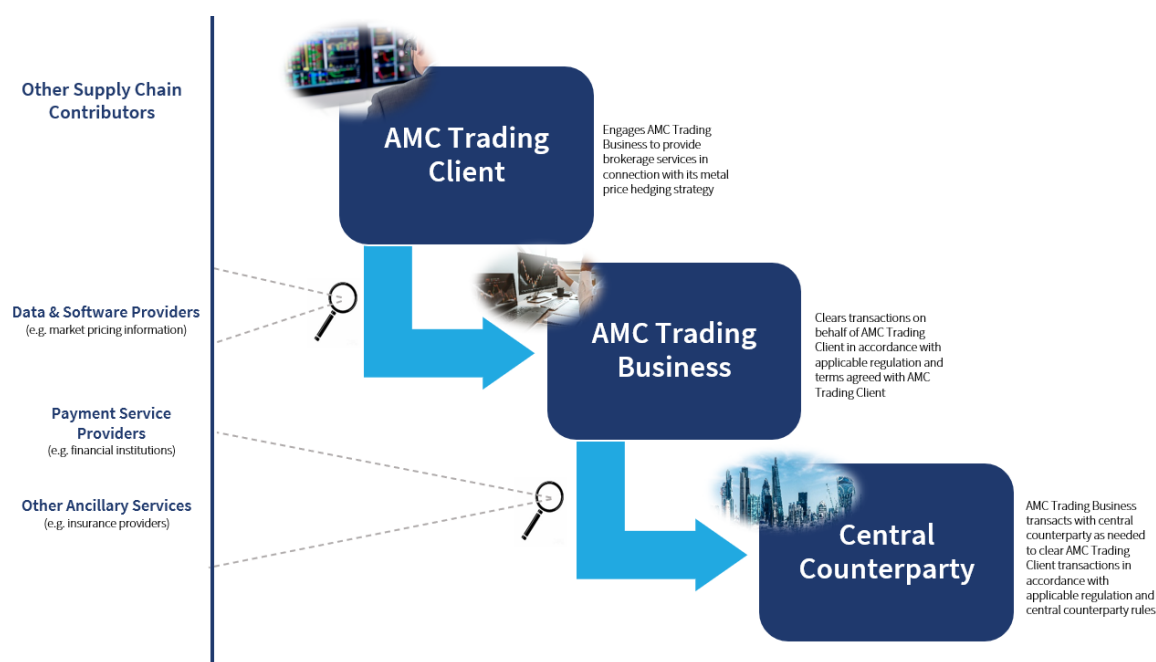 Other Supply Chain
Contributors
AMC Trading
Client
Engages AMC Trading
Business to provide
brokerage services in
connection with its metal
price hedging strategy
Data & Software Providers
(e.g. market pricing information)
AMC Trading
Business
Clears transactions on
behalf of AMC Trading
Client in accordance with
applicable regulation and
terms agreed with AMC
Trading Client
Payment Service
Providers
(e.g. financial institutions)
Other Ancillary Services
(e.g. insurance providers)
Central
Counterparty
AMC Trading Business
transacts with central
counterparty as needed
to clear AMC Trading
Client transactions in
accordance with
applicable regulation and
central counterparty rules